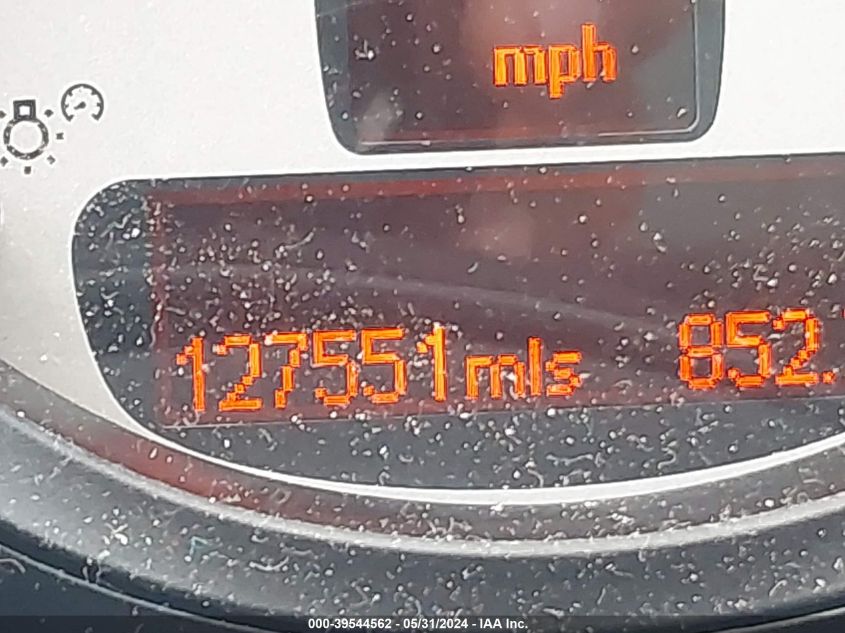 mph
127551 mls 852.
000-39544562 - 05/31/2024 - IAA Inc.